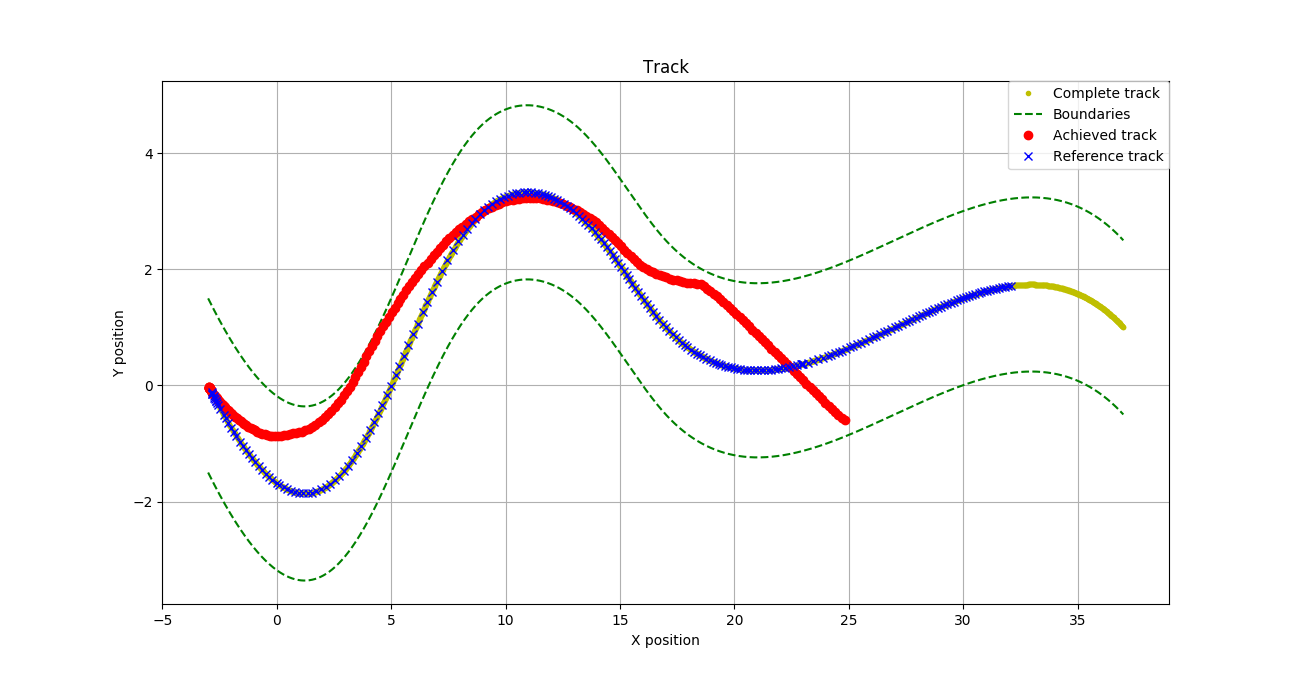 Track
Complete track
Boundaries
Achieved track
Reference track
Y position
4
2
0
−2
−5
0
5
10
15
20
25
30
35
X position